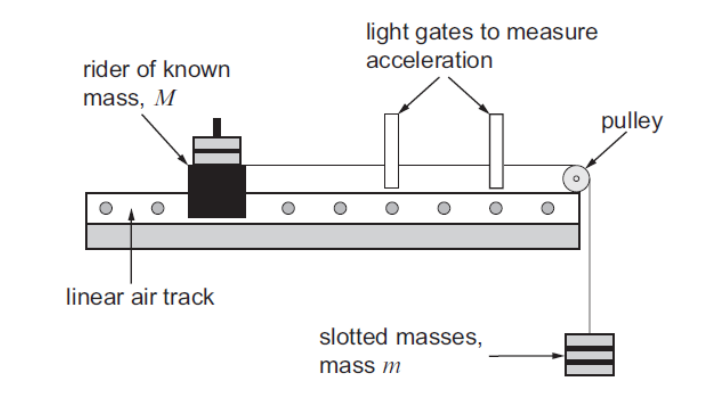 light gates to measure
acceleration
rider of known
mass, M
pulley
linear air track
slotted masses,
mass m